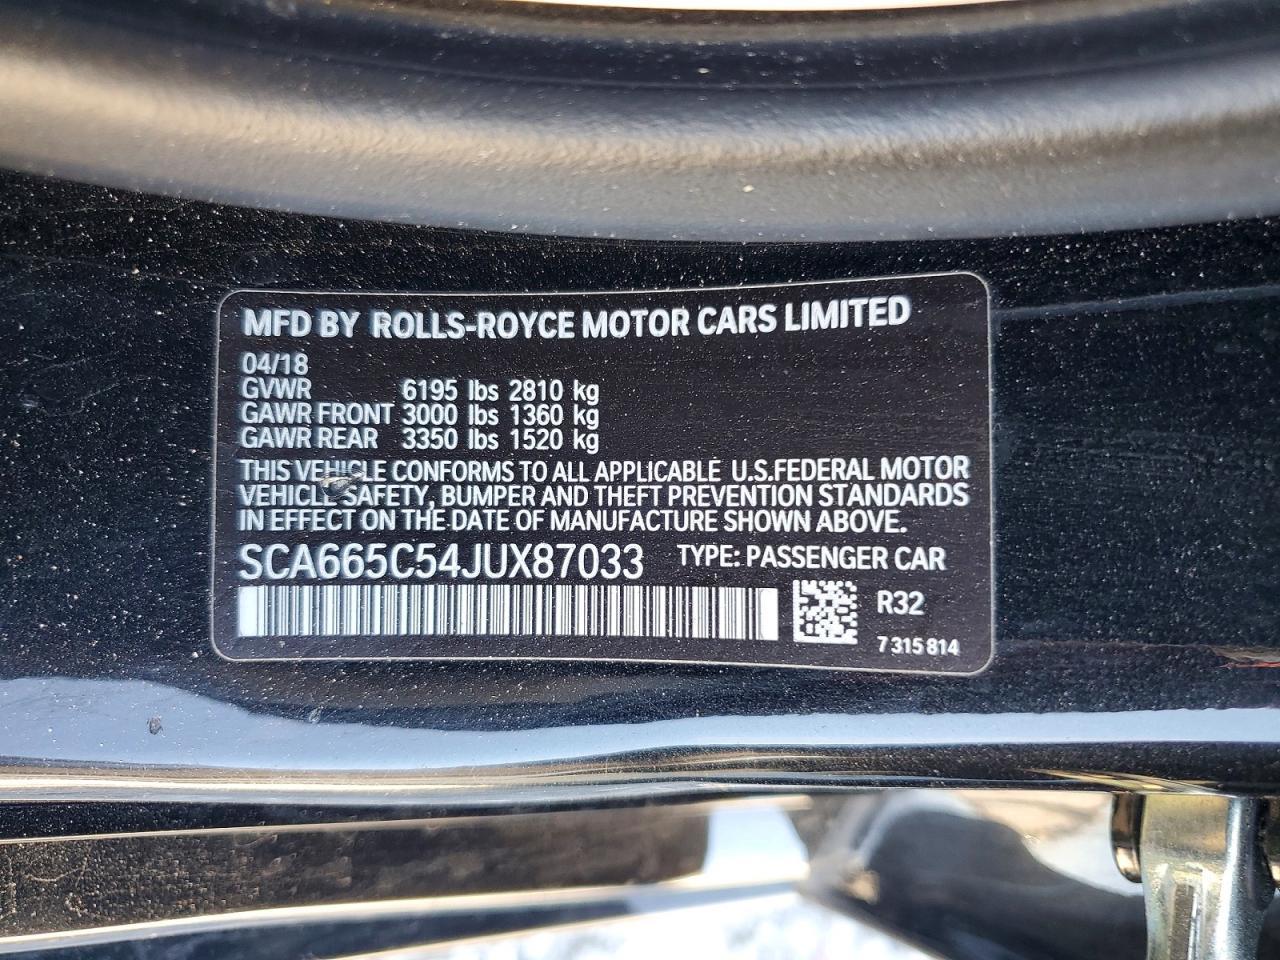 MFD BY ROLLS-ROYCE MOTOR CARS LIMITED
04/18
GVWR 6195 lbs 2810 kg
GAWR FRONT 3000 lbs 1360 kg
GAWR REAR 3350 lbs 1520 kg
THIS VEHICLE CONFORMS TO ALL APPLICABLE U.S.FEDERAL MOTOR
VEHICLE SAFETY, BUMPER AND THEFT PREVENTION STANDARDS
IN EFFECT ON THE DATE OF MANUFACTURE SHOWN ABOVE.
SCA665C54JUX87033 TYPE: PASSENGER CAR
R32
7 315 814